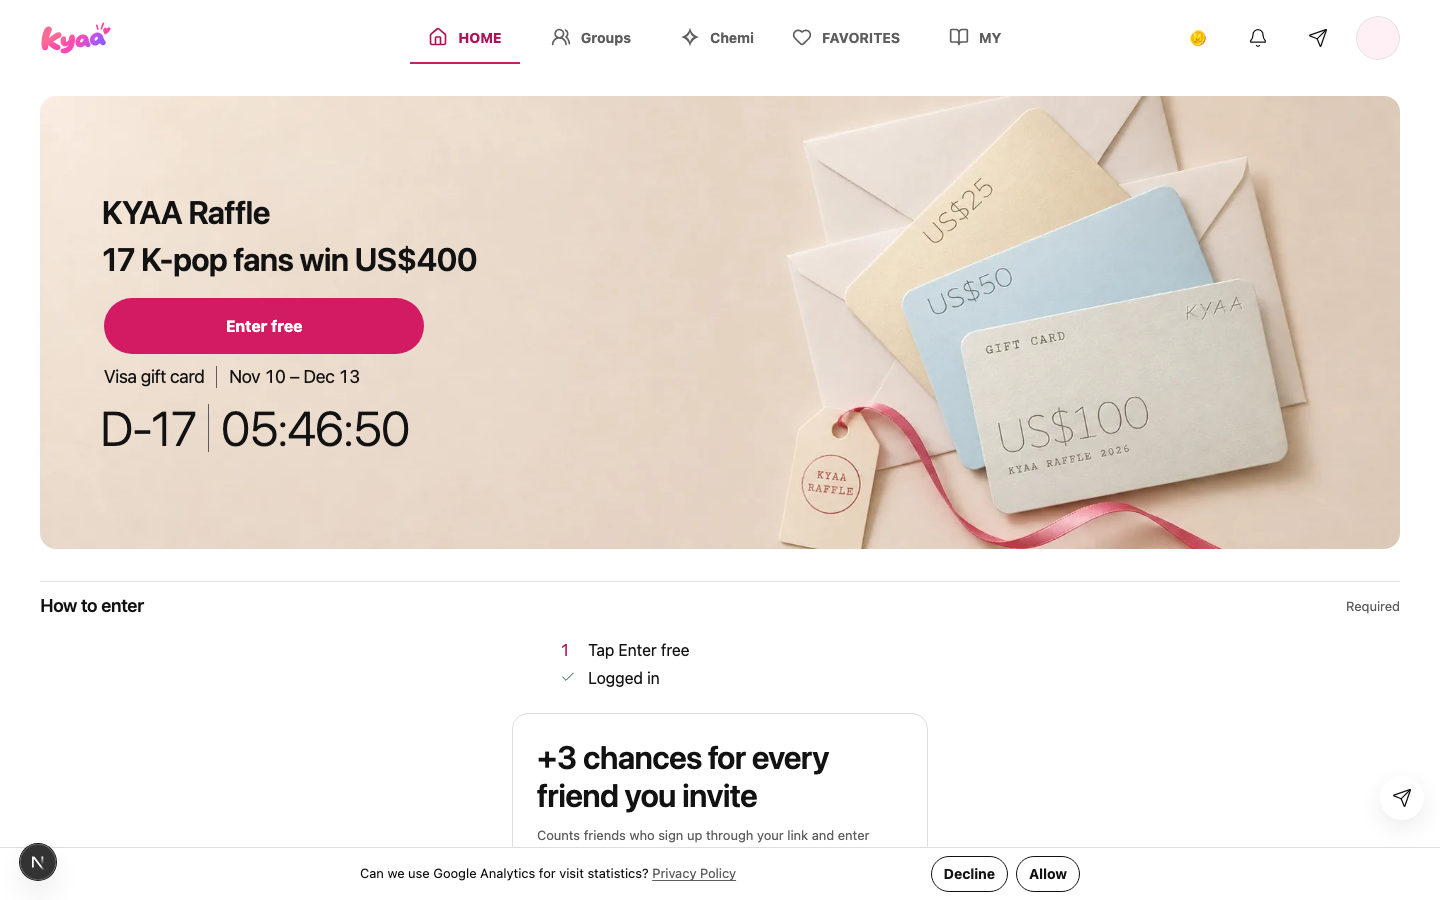 kyaa
HOME
Groups
Chemi
FAVORITES
MY
KYAA Raffle
17 K-pop fans win US$400
Enter free
Visa gift card
Nov 10 – Dec 13
D-17
05:46:50
US$25
US$50
KYAA
GIFT CARD
US$100
KYAA RAFFLE 2026
KYAA
RAFFLE
How to enter
Required
1 Tap Enter free
Logged in
+3 chances for every
friend you invite
Counts friends who sign up through your link and enter
N
Can we use Google Analytics for visit statistics? Privacy Policy
Decline
Allow